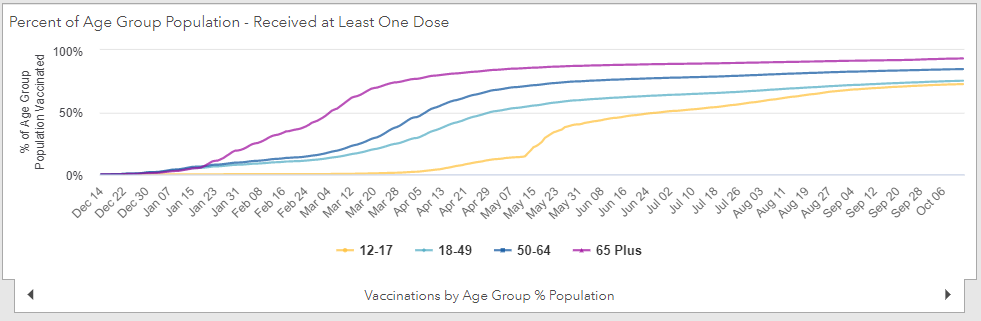 Percent of Age Group Population - Received at Least One Dose
% of Age Group
Population Vaccinated
100%
50%
0%
Dec 14 Dec 22 Dec 30 Jan 07 Jan 15 Jan 23 Jan 31 Feb 08 Feb 16 Feb 24 Mar 04 Mar 12 Mar 20 Mar 28 Apr 05 Apr 13 Apr 21 Apr 29 May 07 May 15 May 23 May 31 Jun 08 Jun 16 Jun 24 Jul 02 Jul 10 Jul 18 Jul 26 Aug 03 Aug 11 Aug 19 Aug 27 Sep 04 Sep 12 Sep 20 Sep 28 Oct 06
12-17 18-49 50-64 65 Plus
Vaccinations by Age Group % Population